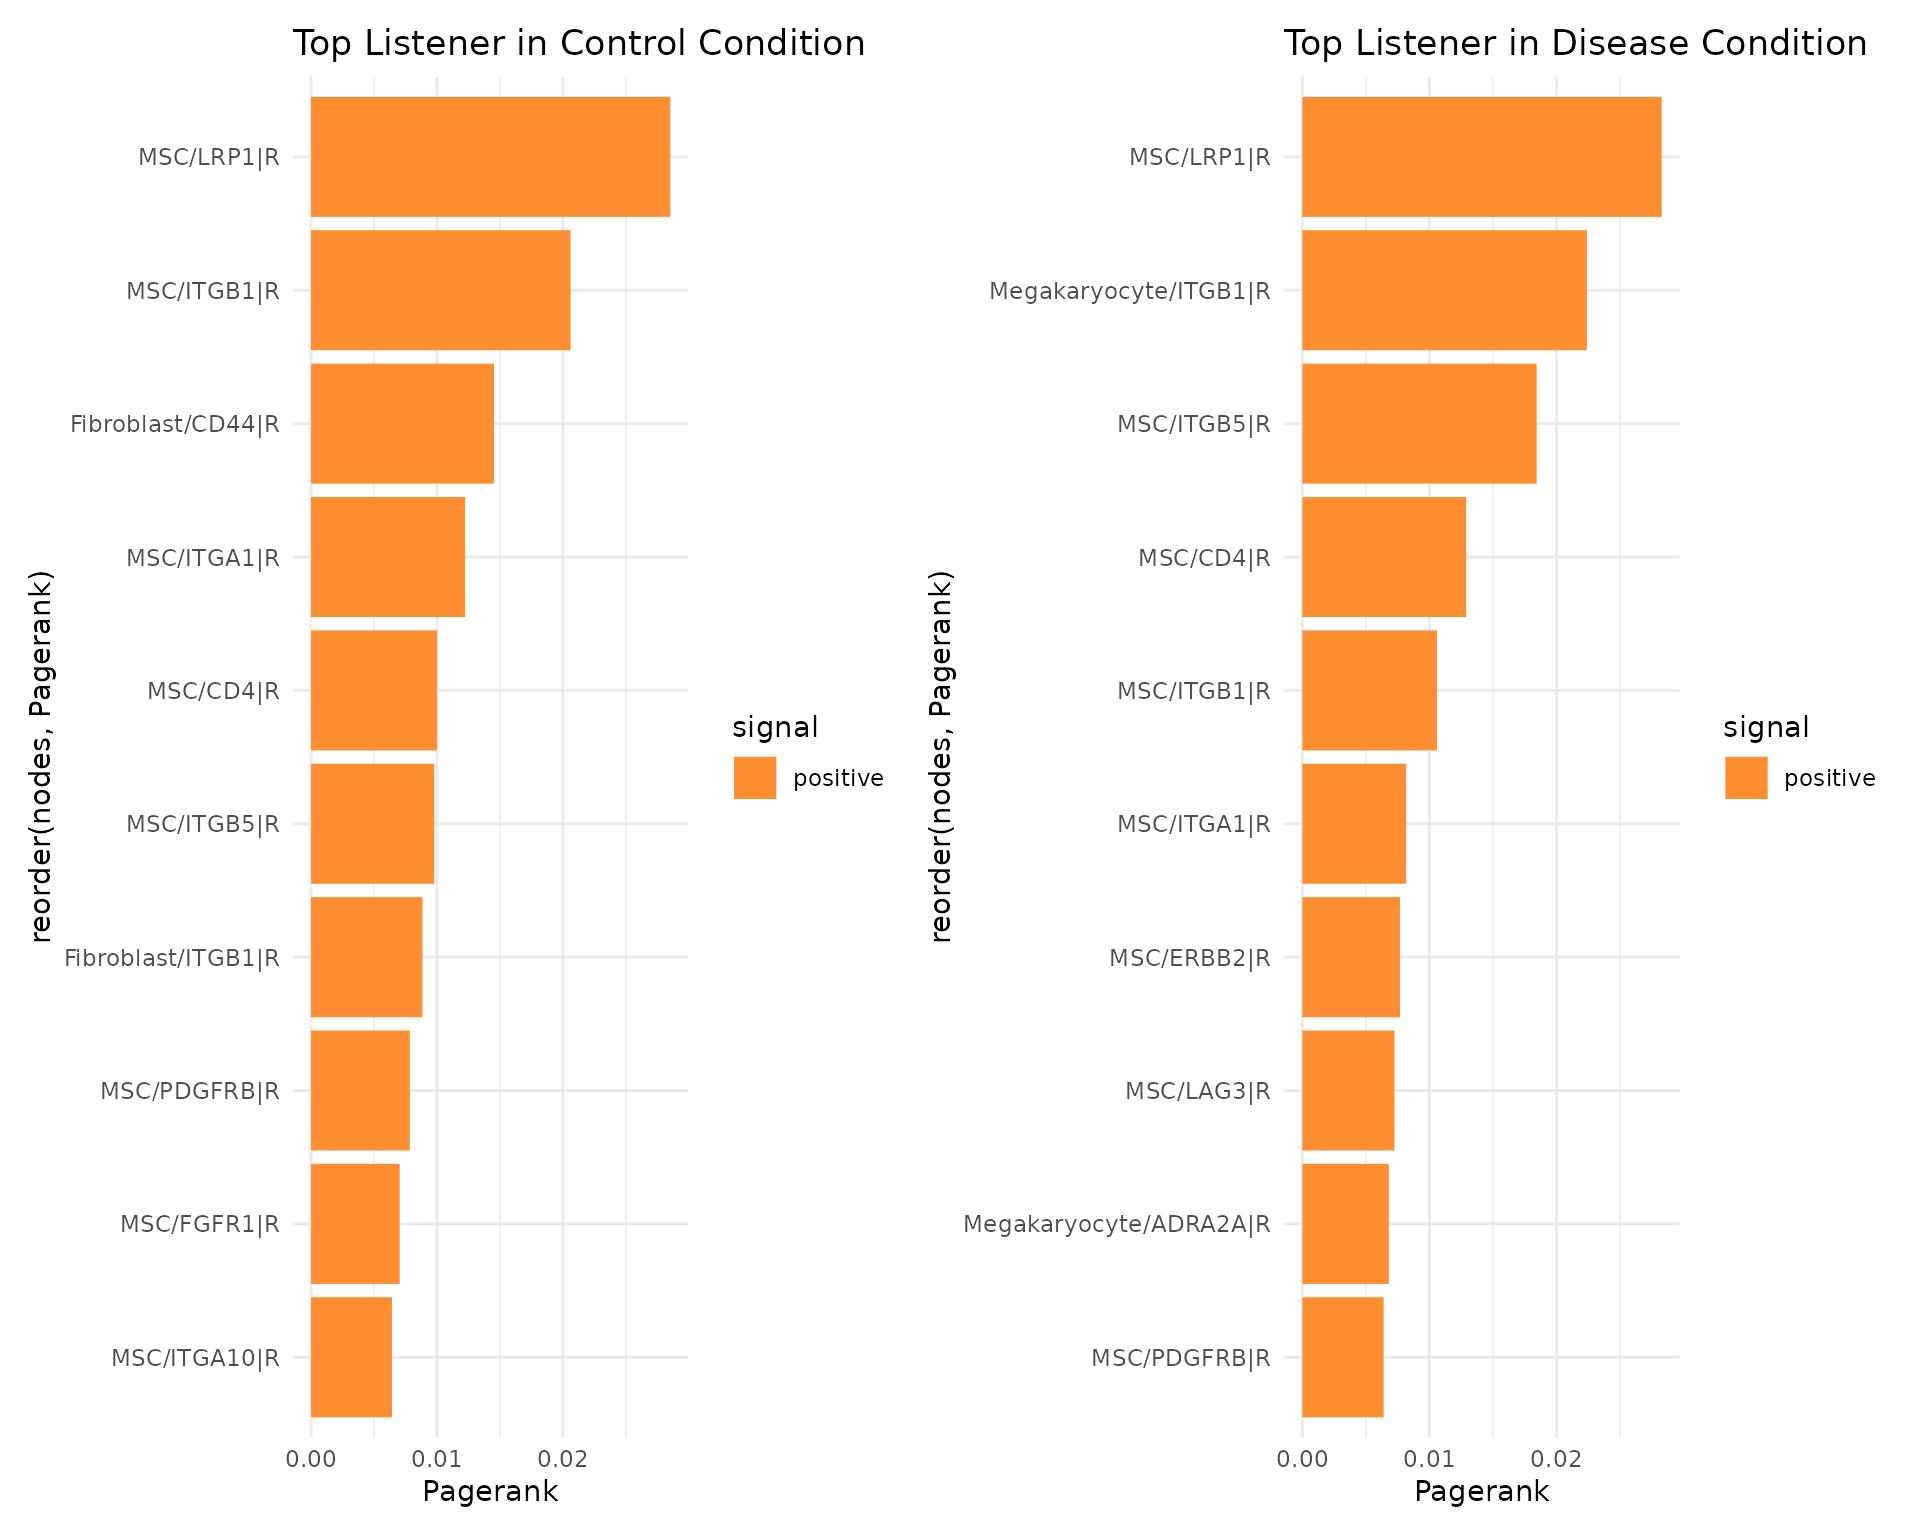 Top Listener in Control Condition
reorder(nodes, Pagerank)
MSC/LRP1|R
MSC/ITGB1|R
Fibroblast/CD44|R
MSC/ITGA1|R
MSC/CD4|R
MSC/ITGB5|R
Fibroblast/ITGB1|R
MSC/PDGFRB|R
MSC/FGFR1|R
MSC/ITGA10|R
0.00 0.01 0.02
Pagerank
signal
positive
Top Listener in Disease Condition
reorder(nodes, Pagerank)
MSC/LRP1|R
Megakaryocyte/ITGB1|R
MSC/ITGB5|R
MSC/CD4|R
MSC/ITGB1|R
MSC/ITGA1|R
MSC/ERBB2|R
MSC/LAG3|R
Megakaryocyte/ADRA2A|R
MSC/PDGFRB|R
0.00 0.01 0.02
Pagerank
signal
positive